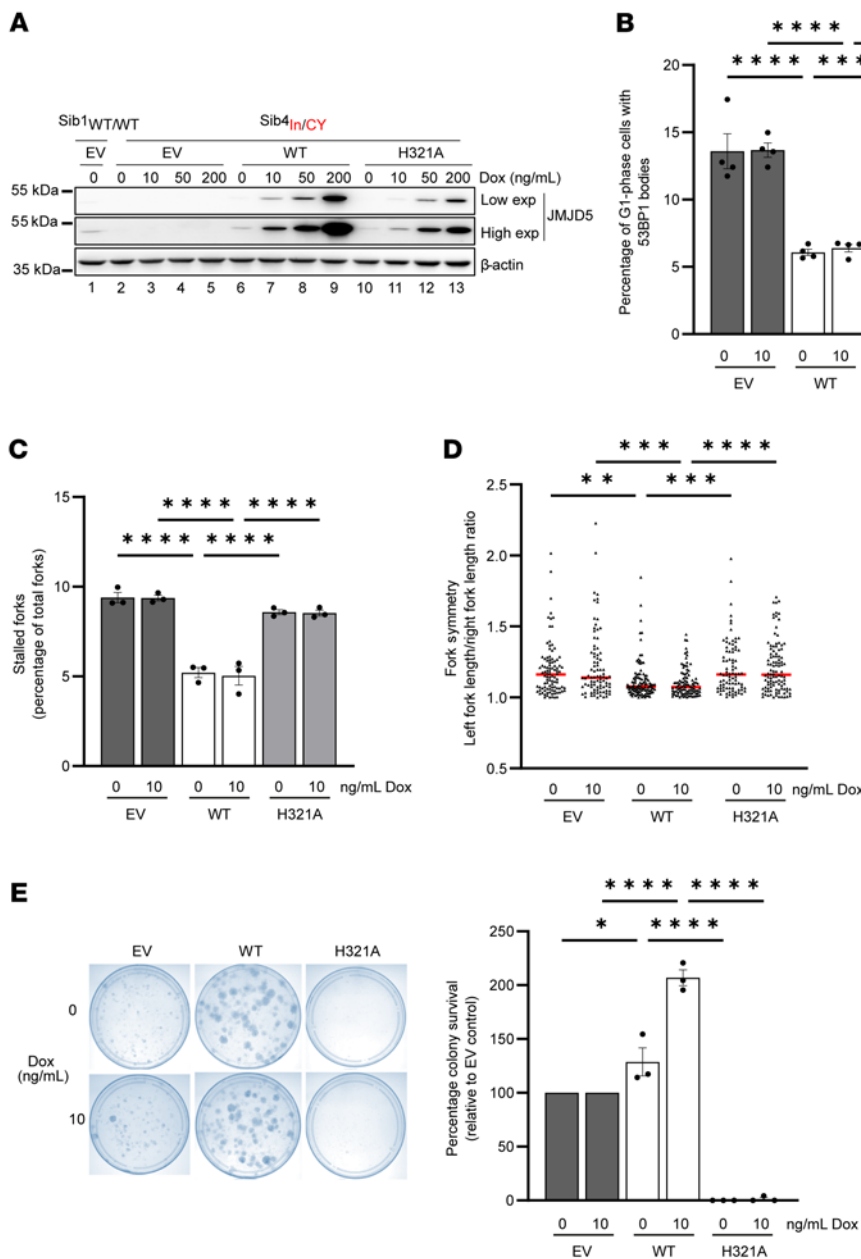 A
Sib1WT/WT Sib4In/CY
EV EV WT H321A
0 0 10 50 200 0 10 50 200 0 10 50 200 Dox (ng/mL)
55 kDa Low exp
55 kDa High exp JMJD5
35 kDa β-actin
1 2 3 4 5 6 7 8 9 10 11 12 13
B
****
**** ***
Percentage of G1-phase cells with
53BP1 bodies
20
15
10
5
0
0 10 0 10
EV WT
C
**** ****
**** ****
Stalled forks
(percentage of total forks)
15
10
5
0
0 10 0 10 0 10 ng/mL Dox
EV WT H321A
D
*** ****
** ***
Fork symmetry
Left fork length/right fork length ratio
2.5
2.0
1.5
1.0
0.5
0 10 0 10 0 10 ng/mL Dox
EV WT H321A
E
EV WT H321A
0
Dox
(ng/mL)
10
**** ****
* ****
Percentage colony survival
(relative to EV control)
200
150
100
50
0
0 10 0 10 0 10 ng/mL Dox
EV WT H321A